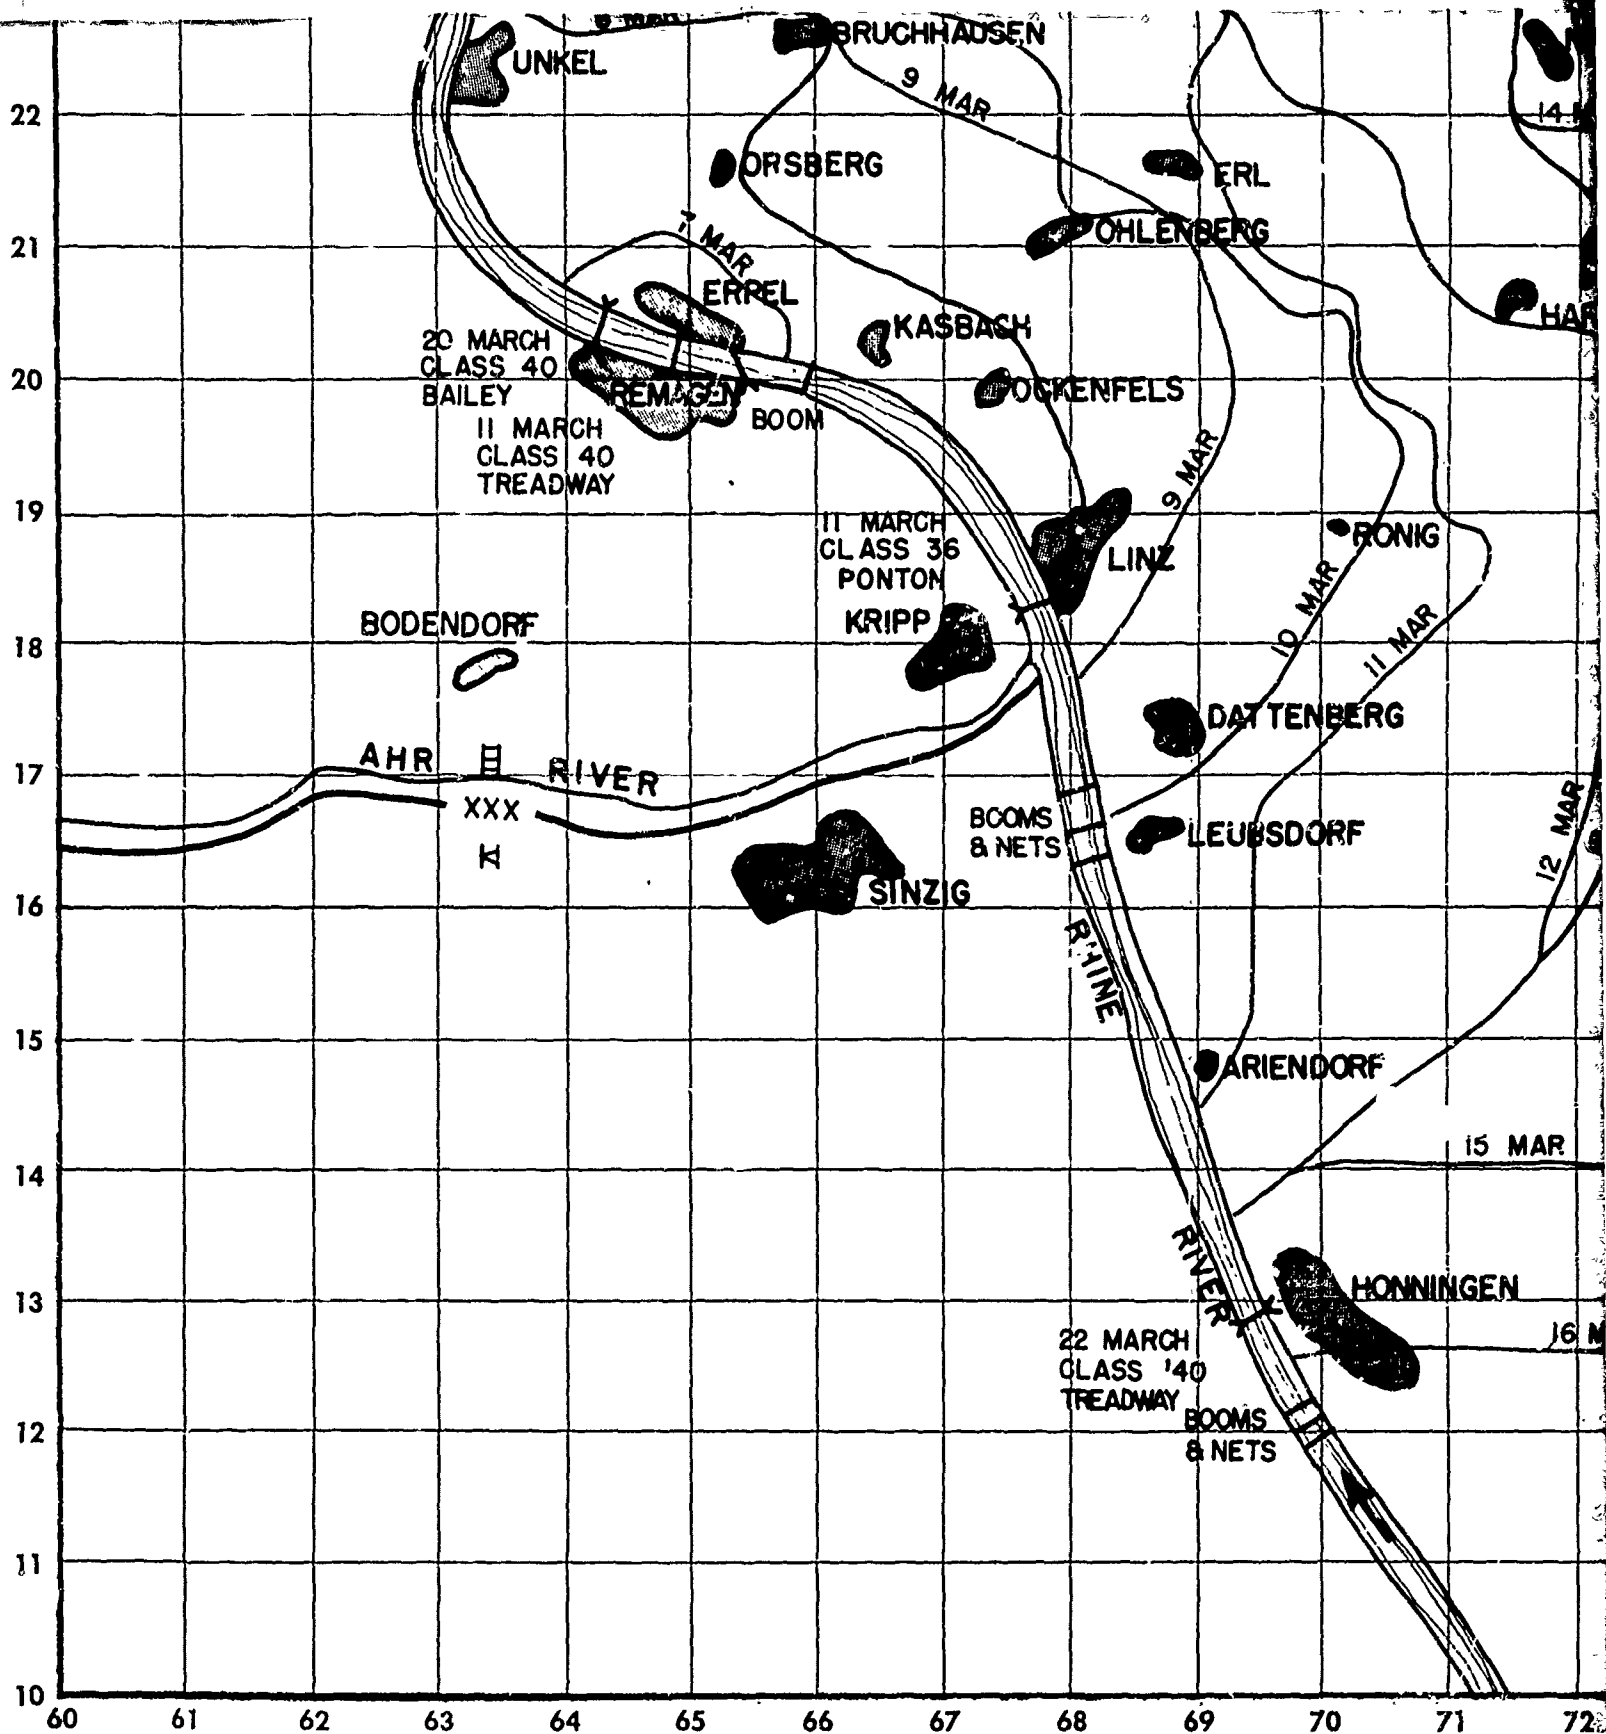 8 MAR
BRUCHHAUSEN
UNKEL
9 MAR
22
14
ORSBERG
ERL
7 MAR
OHLENBERG
21
ERPEL
KASBACH
HAR
20 MARCH
CLASS 40
BAILEY
20
REMAGEN
OCKENFELS
BOOM
11 MARCH
CLASS 40
TREADWAY
9 MAR
19
11 MARCH
CLASS 36
PONTON
RONIG
LINZ
10 MAR
KRIPP
BODENDORF
11 MAR
18
DATTENBERG
AHR RIVER
17
XXX
12 MAR
BOOMS
& NETS
LEUBSDORF
SINZIG
16
RHINE
15
ARIENDORF
15 MAR
14
RIVER
13
HONNINGEN
16 M
22 MARCH
CLASS 40
TREADWAY
BOOMS
& NETS
12
11
10
60 61 62 63 64 65 66 67 68 69 70 71 72